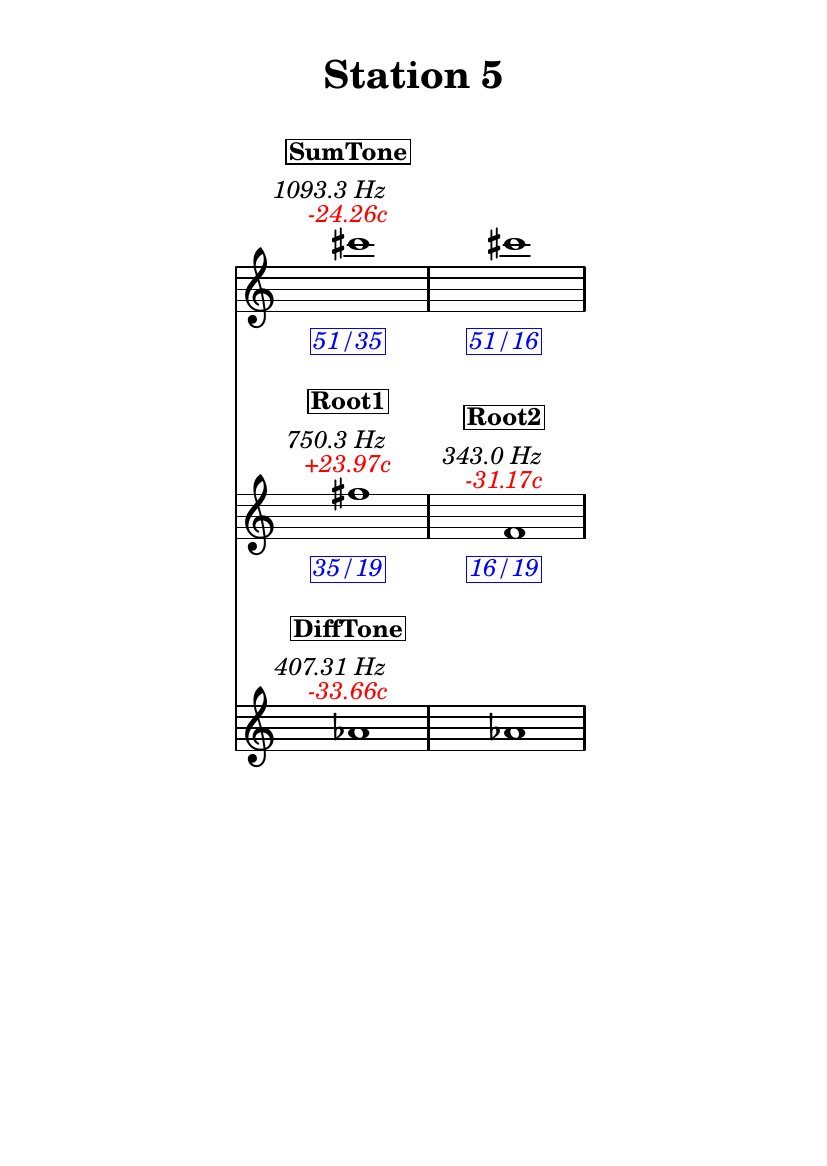 Station 5
SumTone
1093.3 Hz
-24.26c
51/35 51/16
Root1
Root2
750.3 Hz
343.0 Hz
+23.97c
-31.17c
35/19 16/19
DiffTone
407.31 Hz
-33.66c